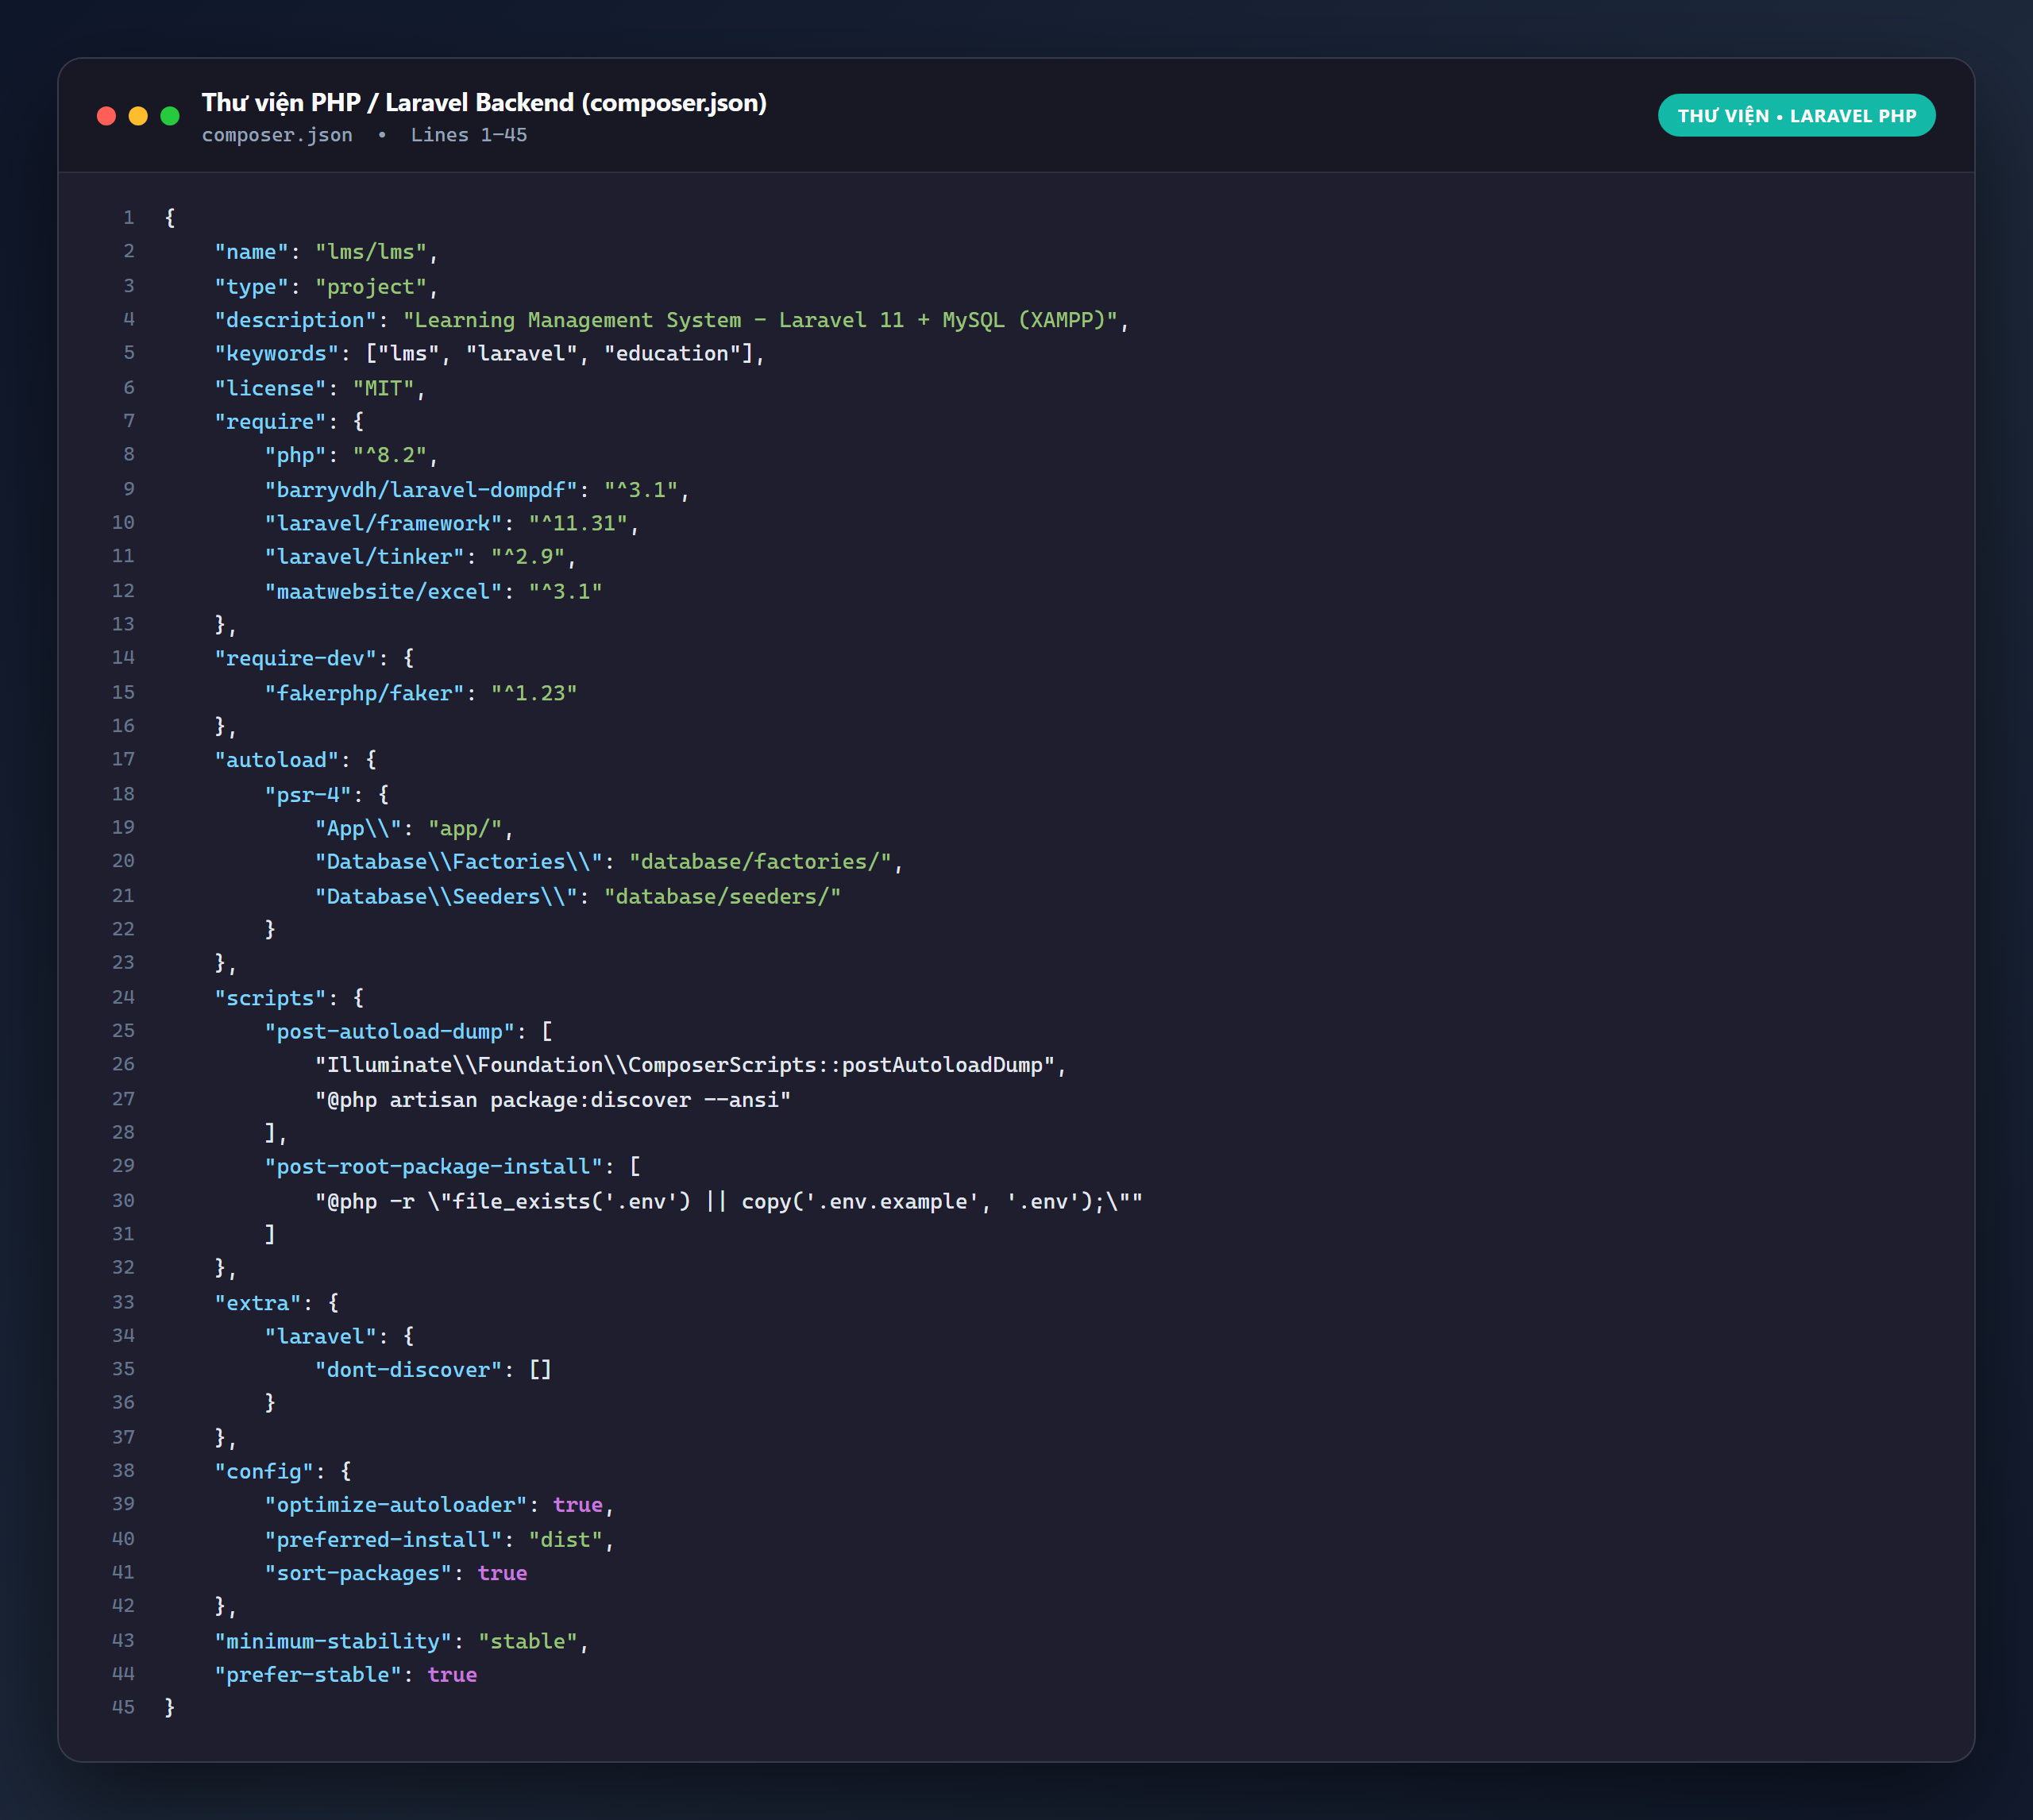 Thư viện PHP / Laravel Backend (composer.json)
composer.json • Lines 1–45
THƯ VIỆN • LARAVEL PHP
1 {
2     "name": "lms/lms",
3     "type": "project",
4     "description": "Learning Management System - Laravel 11 + MySQL (XAMPP)",
5     "keywords": ["lms", "laravel", "education"],
6     "license": "MIT",
7     "require": {
8         "php": "^8.2",
9         "barryvdh/laravel-dompdf": "^3.1",
10         "laravel/framework": "^11.31",
11         "laravel/tinker": "^2.9",
12         "maatwebsite/excel": "^3.1"
13     },
14     "require-dev": {
15         "fakerphp/faker": "^1.23"
16     },
17     "autoload": {
18         "psr-4": {
19             "App\\": "app/",
20             "Database\\Factories\\": "database/factories/",
21             "Database\\Seeders\\": "database/seeders/"
22         }
23     },
24     "scripts": {
25         "post-autoload-dump": [
26             "Illuminate\\Foundation\\ComposerScripts::postAutoloadDump",
27             "@php artisan package:discover --ansi"
28         ],
29         "post-root-package-install": [
30             "@php -r \"file_exists('.env') || copy('.env.example', '.env');\""
31         ]
32     },
33     "extra": {
34         "laravel": {
35             "dont-discover": []
36         }
37     },
38     "config": {
39         "optimize-autoloader": true,
40         "preferred-install": "dist",
41         "sort-packages": true
42     },
43     "minimum-stability": "stable",
44     "prefer-stable": true
45 }